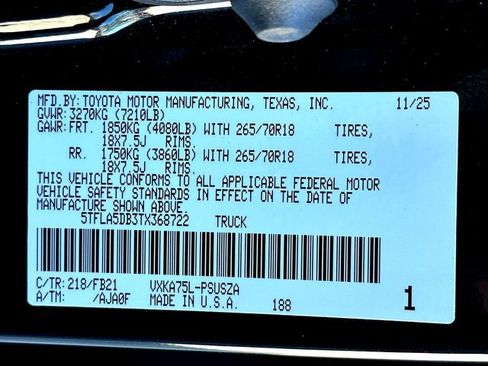 MFD.BY:TOYOTA MOTOR MANUFACTURING, TEXAS, INC. 11/25
GVWR: 3270KG (7210LB)
GAWR:FRT. 1850KG (4080LB) WITH 265/70R18 TIRES,
18X7.5J RIMS.
RR. 1750KG (3860LB) WITH 265/70R18 TIRES,
18X7.5J RIMS.
THIS VEHICLE CONFORMS TO ALL APPLICABLE FEDERAL MOTOR
VEHICLE SAFETY STANDARDS IN EFFECT ON THE DATE OF
MANUFACTURE SHOWN ABOVE
5TFLA5DB3TX368722 TRUCK
C/TR:218/FB21 VXKA75L-PSUSZA
A/TM: /AJA0F MADE IN U.S.A. 188 1